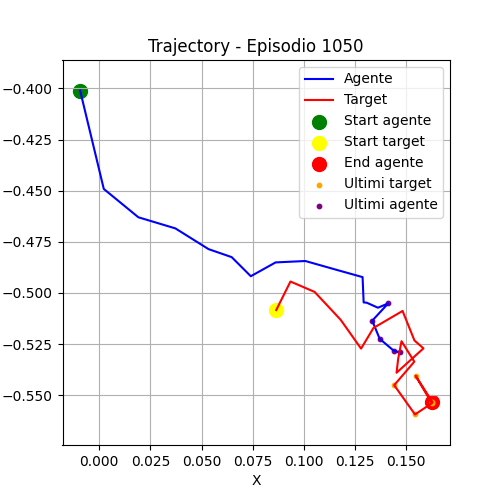 Trajectory - Episodio 1050
Agente
Target
Start agente
Start target
End agente
Ultimi target
Ultimi agente
−0.400
−0.425
−0.450
−0.475
−0.500
−0.525
−0.550
0.000 0.025 0.050 0.075 0.100 0.125 0.150
X